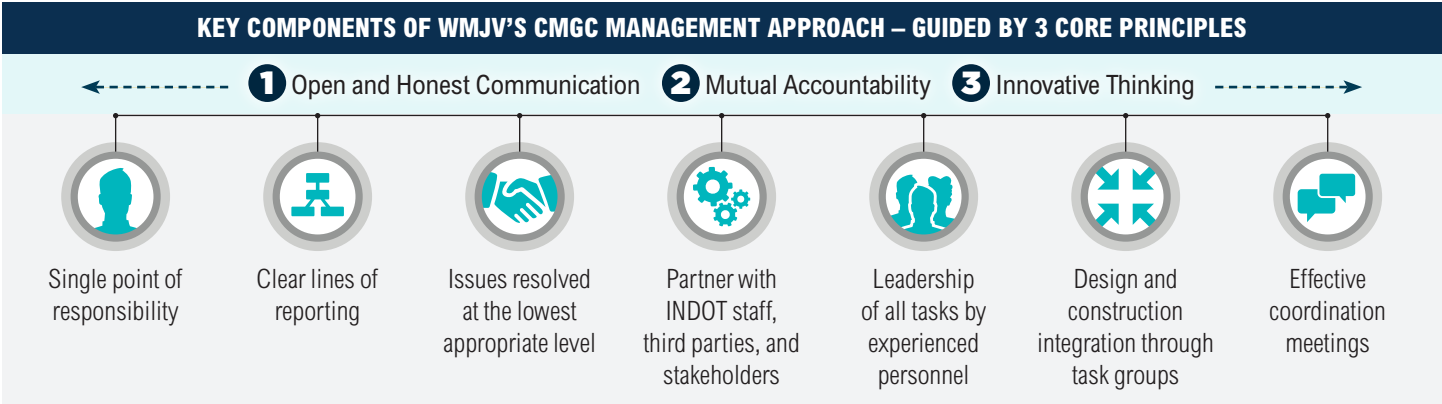 KEY COMPONENTS OF WMJV'S CMGC MANAGEMENT APPROACH – GUIDED BY 3 CORE PRINCIPLES
1 Open and Honest Communication 2 Mutual Accountability 3 Innovative Thinking
Single point of
responsibility
Clear lines of
reporting
Issues resolved
at the lowest
appropriate level
Partner with
INDOT staff,
third parties, and
stakeholders
Leadership
of all tasks by
experienced
personnel
Design and
construction
integration through
task groups
Effective
coordination
meetings